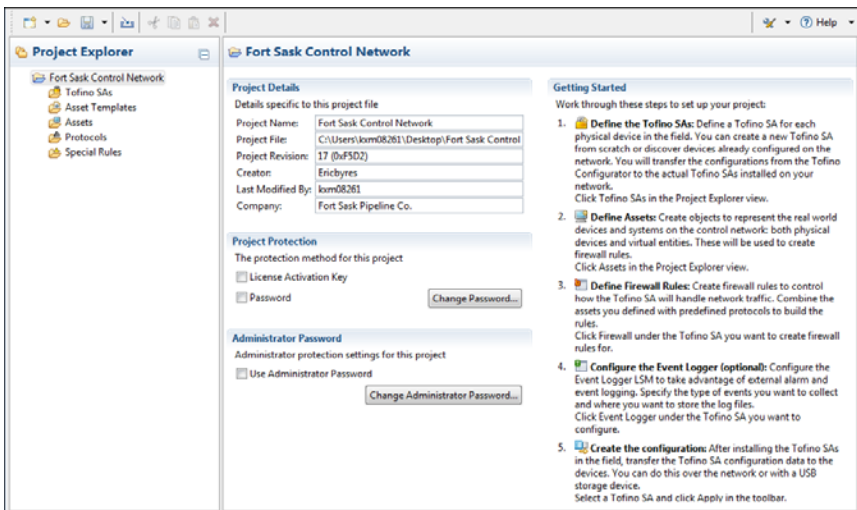 Help
Project Explorer
Fort Sask Control Network
Tofino SAs
Asset Templates
Assets
Protocols
Special Rules
Fort Sask Control Network
Project Details
Details specific to this project file
Project Name: Fort Sask Control Network
Project File: C:\Users\kxm08261\Desktop\Fort Sask Control
Project Revision: 17 (0xF5D2)
Creator: Ericbyres
Last Modified By: kxm08261
Company: Fort Sask Pipeline Co.
Project Protection
The protection method for this project
License Activation Key
Password
Change Password...
Administrator Password
Administrator protection settings for this project
Use Administrator Password
Change Administrator Password...
Getting Started
Work through these steps to set up your project:
1. Define the Tofino SAs: Define a Tofino SA for each
physical device in the field. You can create a new Tofino SA
from scratch or discover devices already configured on the
network. You will transfer the configurations from the Tofino
Configurator to the actual Tofino SAs installed on your
network.
Click Tofino SAs in the Project Explorer view.
2. Define Assets: Create objects to represent the real world
devices and systems on the control network: both physical
devices and virtual entities. These will be used to create
firewall rules.
Click Assets in the Project Explorer view.
3. Define Firewall Rules: Create firewall rules to control
how the Tofino SA will handle network traffic. Combine the
assets you defined with predefined protocols to build the
rules.
Click Firewall under the Tofino SA you want to create firewall
rules for.
4. Configure the Event Logger (optional): Configure the
Event Logger LSM to take advantage of external alarm and
event logging. Specify the type of events you want to collect
and where you want to store the log files.
Click Event Logger under the Tofino SA you want to
configure.
5. Create the configuration: After installing the Tofino SAs
in the field, transfer the Tofino SA configuration data to the
devices. You can do this over the network or with a USB
storage device.
Select a Tofino SA and click Apply in the toolbar.